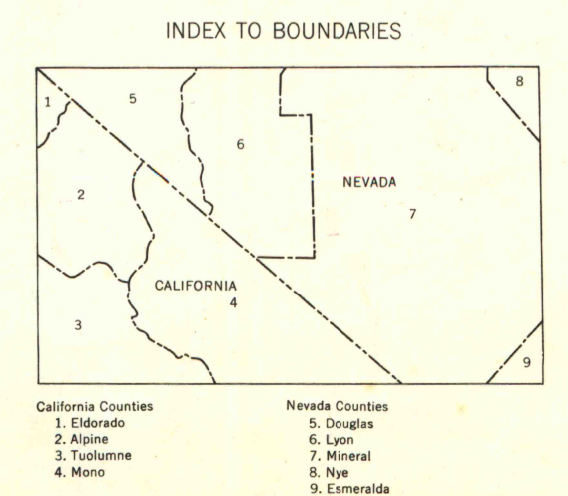 INDEX TO BOUNDARIES
1
5
8
6
2
NEVADA
7
CALIFORNIA
4
3
9
California Counties
1. Eldorado
2. Alpine
3. Tuolumne
4. Mono
Nevada Counties
5. Douglas
6. Lyon
7. Mineral
8. Nye
9. Esmeralda